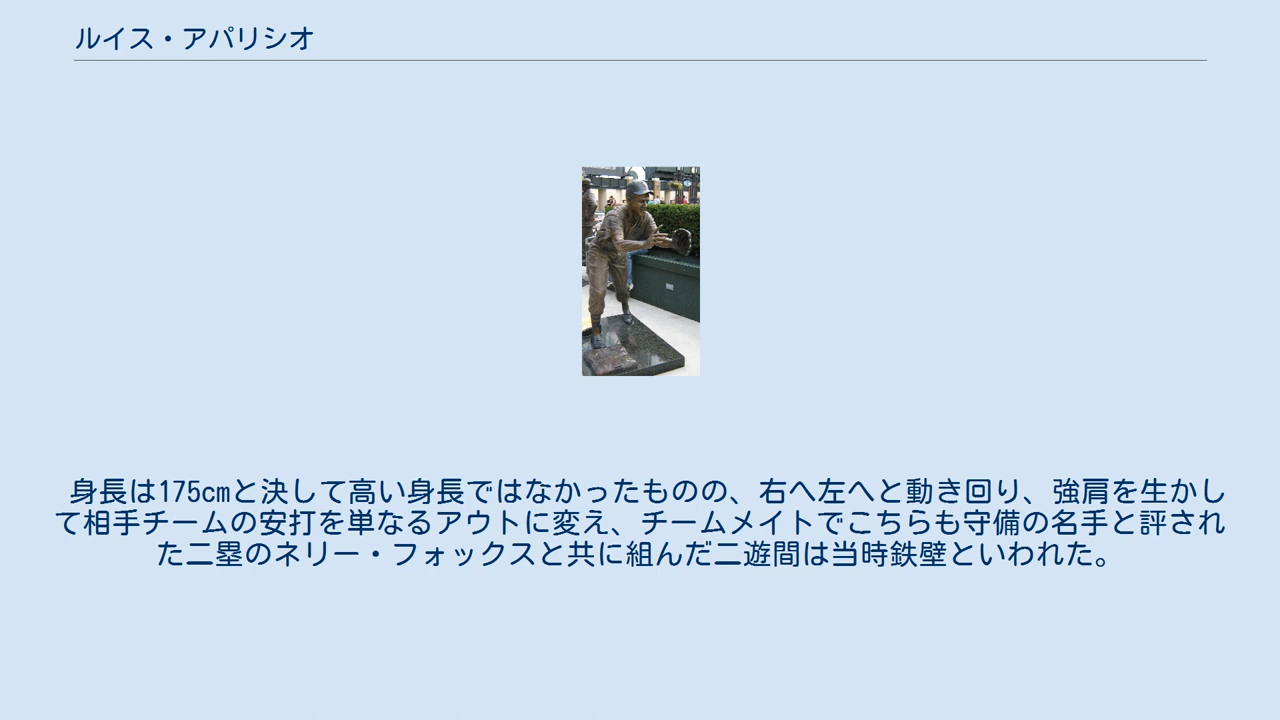 ルイス・アパリシオ
身長は175cmと決して高い身長ではなかったものの、右へ左へと動き回り、強肩を生かし
て相手チームの安打を単なるアウトに変え、チームメイトでこちらも守備の名手と評され
た二塁のネリー・フォックスと共に組んだ二遊間は当時鉄壁といわれた。